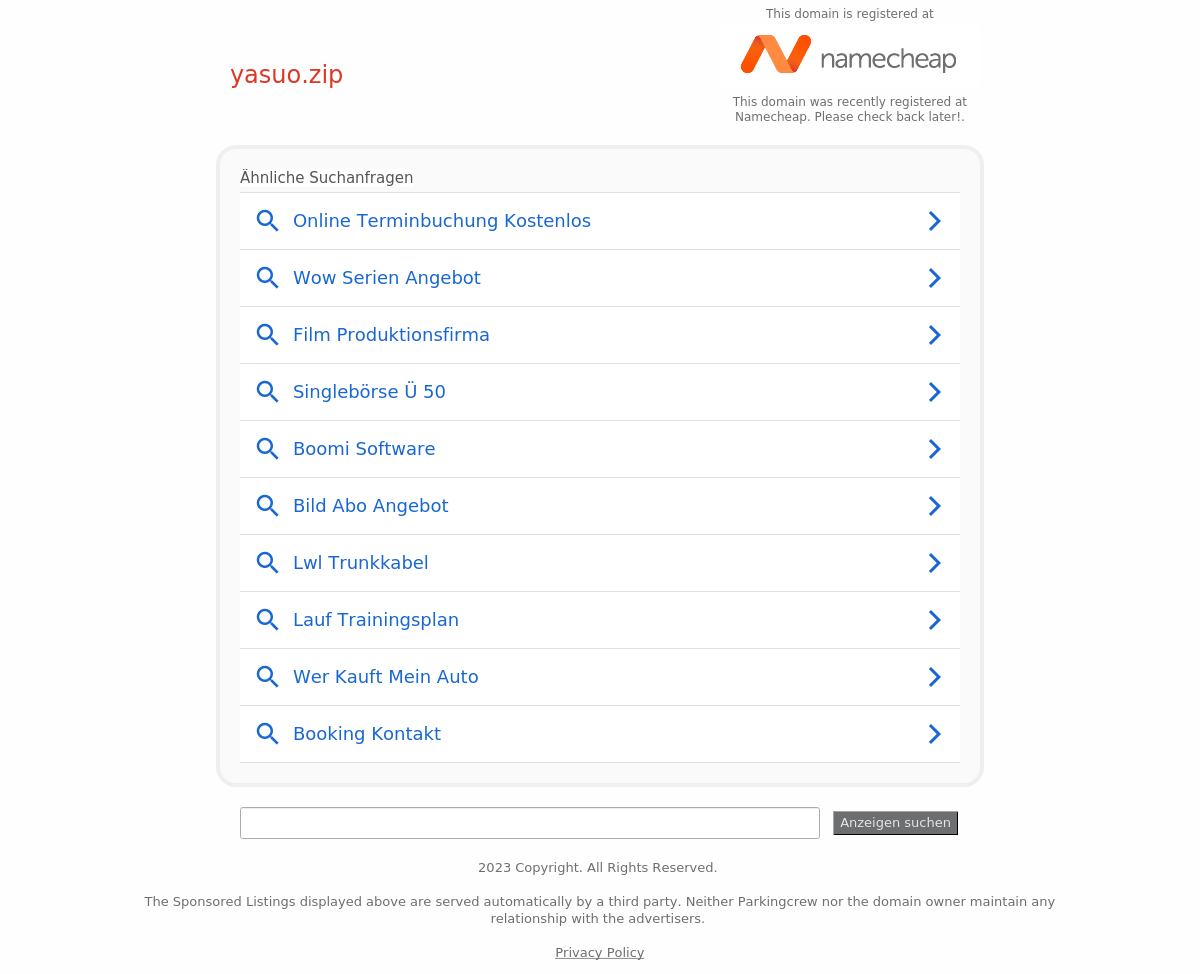 This domain is registered at
namecheap
yasuo.zip
This domain was recently registered at
Namecheap. Please check back later!.
Ähnliche Suchanfragen
Online Terminbuchung Kostenlos
Wow Serien Angebot
Film Produktionsfirma
Singlebörse Ü 50
Boomi Software
Bild Abo Angebot
Lwl Trunkkabel
Lauf Trainingsplan
Wer Kauft Mein Auto
Booking Kontakt
Anzeigen suchen
2023 Copyright. All Rights Reserved.
The Sponsored Listings displayed above are served automatically by a third party. Neither Parkingcrew nor the domain owner maintain any
relationship with the advertisers.
Privacy Policy